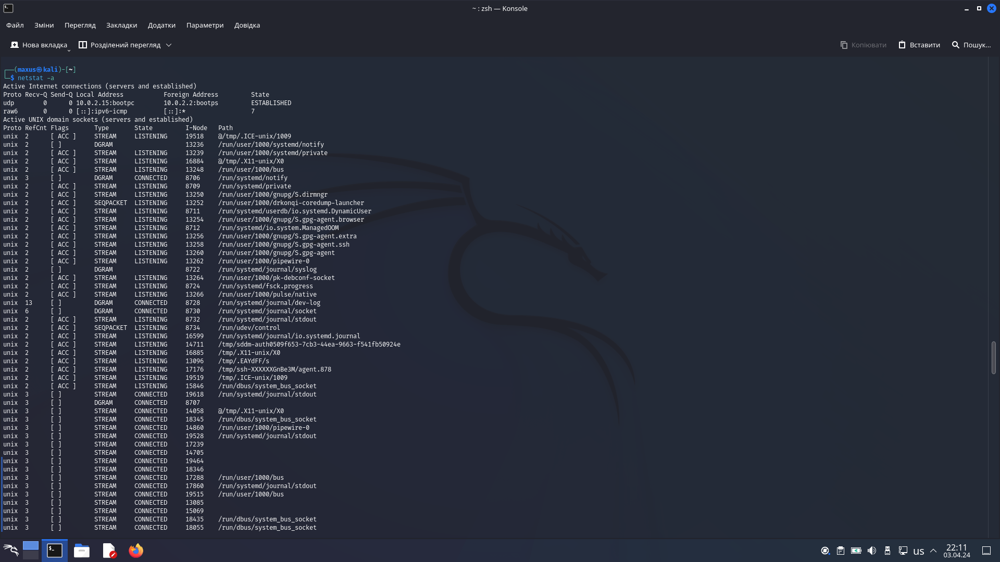 ~ : zsh — Konsole
Файл Зміни Перегляд Закладки Додатки Параметри Довідка
Нова вкладка Розділений перегляд Копіювати Вставити Пошук...
┌──(maxus㉿kali)-[~]
└─$ netstat -a
Active Internet connections (servers and established)
Proto Recv-Q Send-Q Local Address           Foreign Address         State
udp        0      0 10.0.2.15:bootpc        10.0.2.2:bootps         ESTABLISHED
raw6       0      0 [::]:ipv6-icmp          [::]:*                  7
Active UNIX domain sockets (servers and established)
Proto RefCnt Flags       Type       State         I-Node   Path
unix  2      [ ACC ]     STREAM     LISTENING     19518    @/tmp/.ICE-unix/1009
unix  2      [ ]         DGRAM                    13236    /run/user/1000/systemd/notify
unix  2      [ ACC ]     STREAM     LISTENING     13239    /run/user/1000/systemd/private
unix  2      [ ACC ]     STREAM     LISTENING     16884    @/tmp/.X11-unix/X0
unix  2      [ ACC ]     STREAM     LISTENING     13248    /run/user/1000/bus
unix  3      [ ]         DGRAM      CONNECTED     8706     /run/systemd/notify
unix  2      [ ACC ]     STREAM     LISTENING     8709     /run/systemd/private
unix  2      [ ACC ]     STREAM     LISTENING     13250    /run/user/1000/gnupg/S.dirmngr
unix  2      [ ACC ]     SEQPACKET  LISTENING     13252    /run/user/1000/drkonqi-coredump-launcher
unix  2      [ ACC ]     STREAM     LISTENING     8711     /run/systemd/userdb/io.systemd.DynamicUser
unix  2      [ ACC ]     STREAM     LISTENING     13254    /run/user/1000/gnupg/S.gpg-agent.browser
unix  2      [ ACC ]     STREAM     LISTENING     8712     /run/systemd/io.system.ManagedOOM
unix  2      [ ACC ]     STREAM     LISTENING     13256    /run/user/1000/gnupg/S.gpg-agent.extra
unix  2      [ ACC ]     STREAM     LISTENING     13258    /run/user/1000/gnupg/S.gpg-agent.ssh
unix  2      [ ACC ]     STREAM     LISTENING     13260    /run/user/1000/gnupg/S.gpg-agent
unix  2      [ ACC ]     STREAM     LISTENING     13262    /run/user/1000/pipewire-0
unix  2      [ ]         DGRAM                    8722     /run/systemd/journal/syslog
unix  2      [ ACC ]     STREAM     LISTENING     13264    /run/user/1000/pk-debconf-socket
unix  2      [ ACC ]     STREAM     LISTENING     8724     /run/systemd/fsck.progress
unix  2      [ ACC ]     STREAM     LISTENING     13266    /run/user/1000/pulse/native
unix  13     [ ]         DGRAM      CONNECTED     8728     /run/systemd/journal/dev-log
unix  6      [ ]         DGRAM      CONNECTED     8730     /run/systemd/journal/socket
unix  2      [ ACC ]     STREAM     LISTENING     8732     /run/systemd/journal/stdout
unix  2      [ ACC ]     SEQPACKET  LISTENING     8734     /run/udev/control
unix  2      [ ACC ]     STREAM     LISTENING     16599    /run/systemd/journal/io.systemd.journal
unix  2      [ ACC ]     STREAM     LISTENING     14711    /tmp/sddm-auth0509f653-7cb3-44ea-9663-f541fb50924e
unix  2      [ ACC ]     STREAM     LISTENING     16885    /tmp/.X11-unix/X0
unix  2      [ ACC ]     STREAM     LISTENING     13096    /tmp/.EAYdFF/s
unix  2      [ ACC ]     STREAM     LISTENING     17176    /tmp/ssh-XXXXXXGnBe3M/agent.878
unix  2      [ ACC ]     STREAM     LISTENING     19519    /tmp/.ICE-unix/1009
unix  2      [ ACC ]     STREAM     LISTENING     15846    /run/dbus/system_bus_socket
unix  3      [ ]         STREAM     CONNECTED     19618    /run/systemd/journal/stdout
unix  3      [ ]         DGRAM      CONNECTED     8707
unix  3      [ ]         STREAM     CONNECTED     14058    @/tmp/.X11-unix/X0
unix  3      [ ]         STREAM     CONNECTED     18345    /run/dbus/system_bus_socket
unix  3      [ ]         STREAM     CONNECTED     14860    /run/user/1000/pipewire-0
unix  3      [ ]         STREAM     CONNECTED     19528    /run/systemd/journal/stdout
unix  3      [ ]         STREAM     CONNECTED     17239
unix  3      [ ]         STREAM     CONNECTED     14705
unix  3      [ ]         STREAM     CONNECTED     19464
unix  3      [ ]         STREAM     CONNECTED     18346
unix  3      [ ]         STREAM     CONNECTED     17288    /run/user/1000/bus
unix  3      [ ]         STREAM     CONNECTED     17860    /run/systemd/journal/stdout
unix  3      [ ]         STREAM     CONNECTED     19515    /run/user/1000/bus
unix  3      [ ]         STREAM     CONNECTED     13085
unix  3      [ ]         STREAM     CONNECTED     15069
unix  3      [ ]         STREAM     CONNECTED     18435    /run/dbus/system_bus_socket
unix  3      [ ]         STREAM     CONNECTED     18055    /run/dbus/system_bus_socket
us 22:11
03.04.24